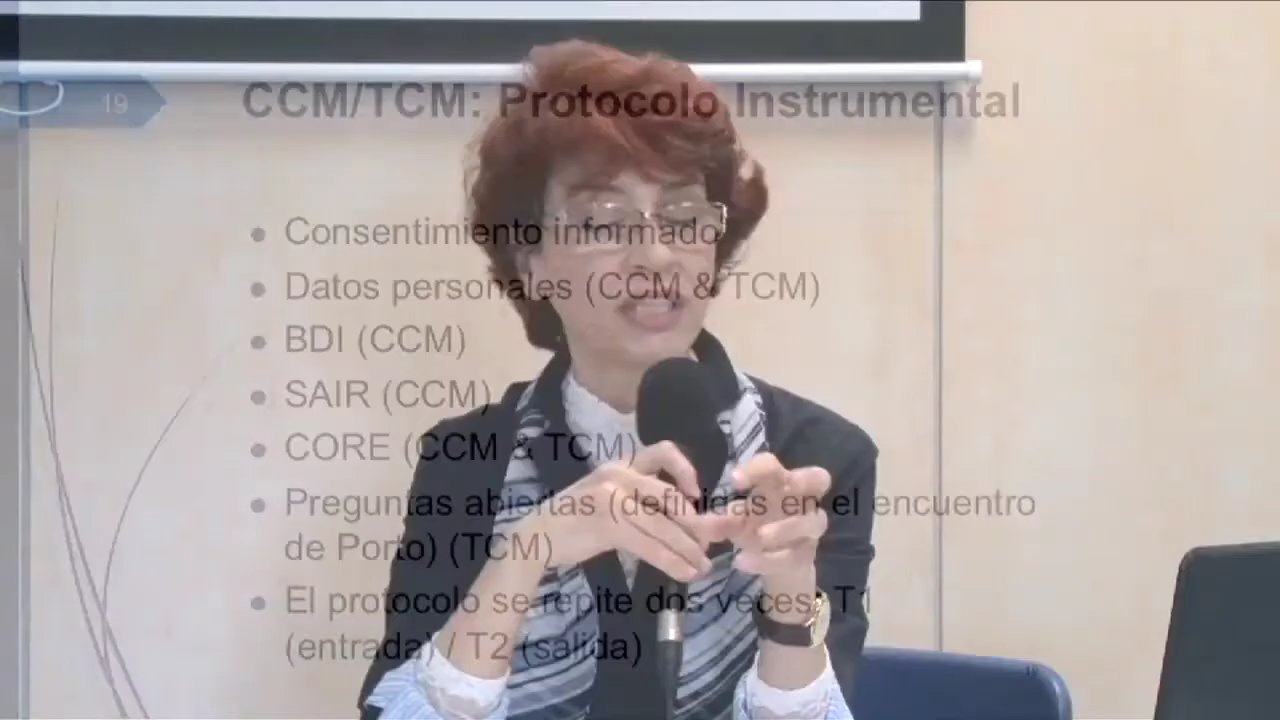 19
CCM/TCM: Protocolo Instrumental
Consentimiento informado
Datos personales (CCM & TCM)
BDI (CCM)
SAIR (CCM)
CORE (CCM & TCM)
Preguntas abiertas (definidas en el encuentro
de Porto) (TCM)
El protocolo se repite dos veces: T1
(entrada) / T2 (salida)